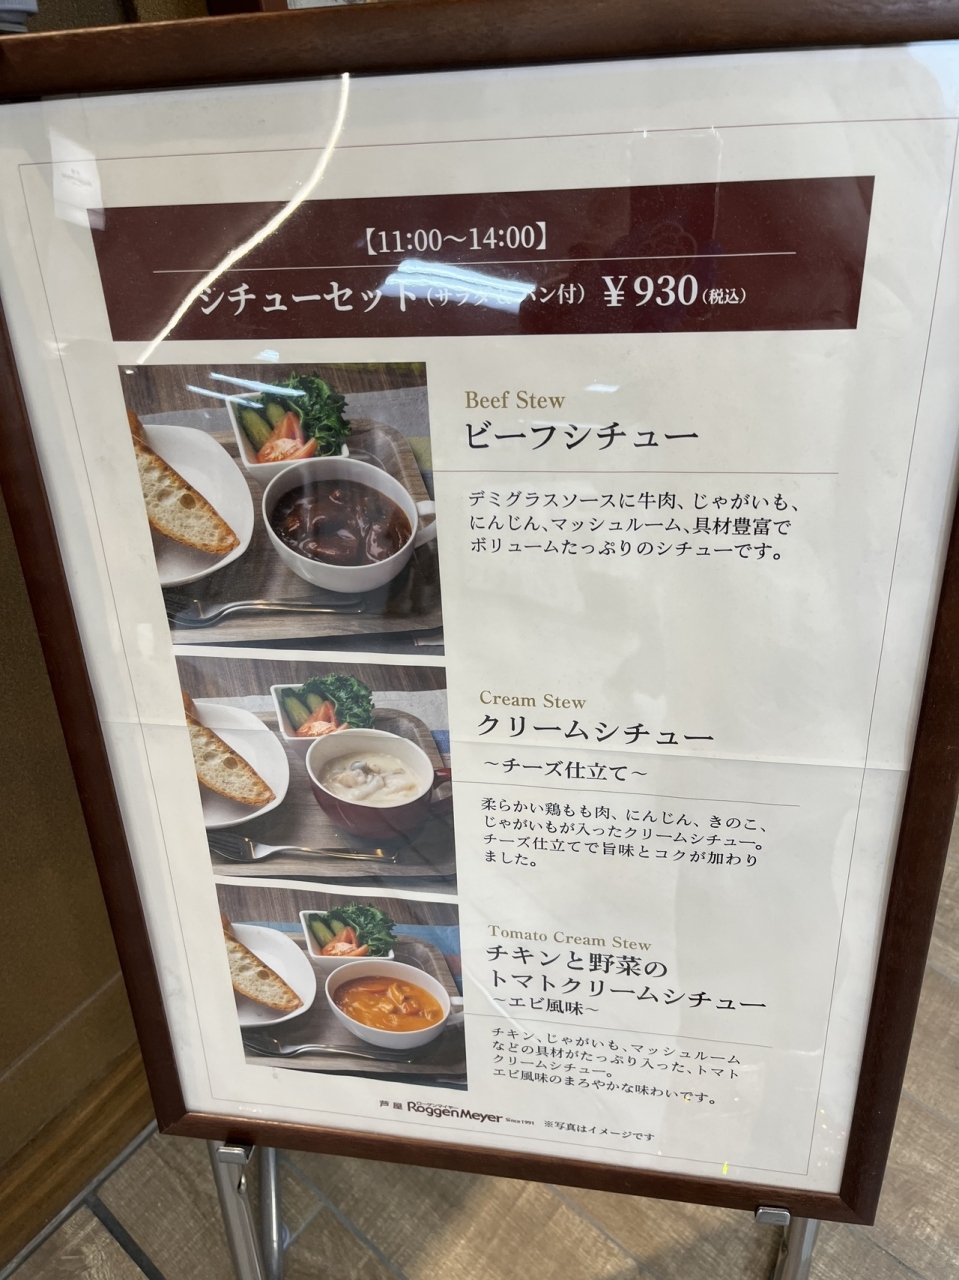 【11:00～14:00】
シチューセット（サラダ・パン付）￥930（税込）
Beef Stew
ビーフシチュー
デミグラスソースに牛肉、じゃがいも、
にんじん、マッシュルーム、具材豊富で
ボリュームたっぷりのシチューです。
Cream Stew
クリームシチュー
～チーズ仕立て～
柔らかい鶏もも肉、にんじん、きのこ、
じゃがいもが入ったクリームシチュー。
チーズ仕立てで旨味とコクが加わり
ました。
Tomato Cream Stew
チキンと野菜の
トマトクリームシチュー
～エビ風味～
チキン、じゃがいも、マッシュルーム
などの具材がたっぷり入った、トマト
クリームシチュー。
エビ風味のまろやかな味わいです。
ローゲンマイヤー
芦屋 RoggenMeyer Since1991 ※写真はイメージです